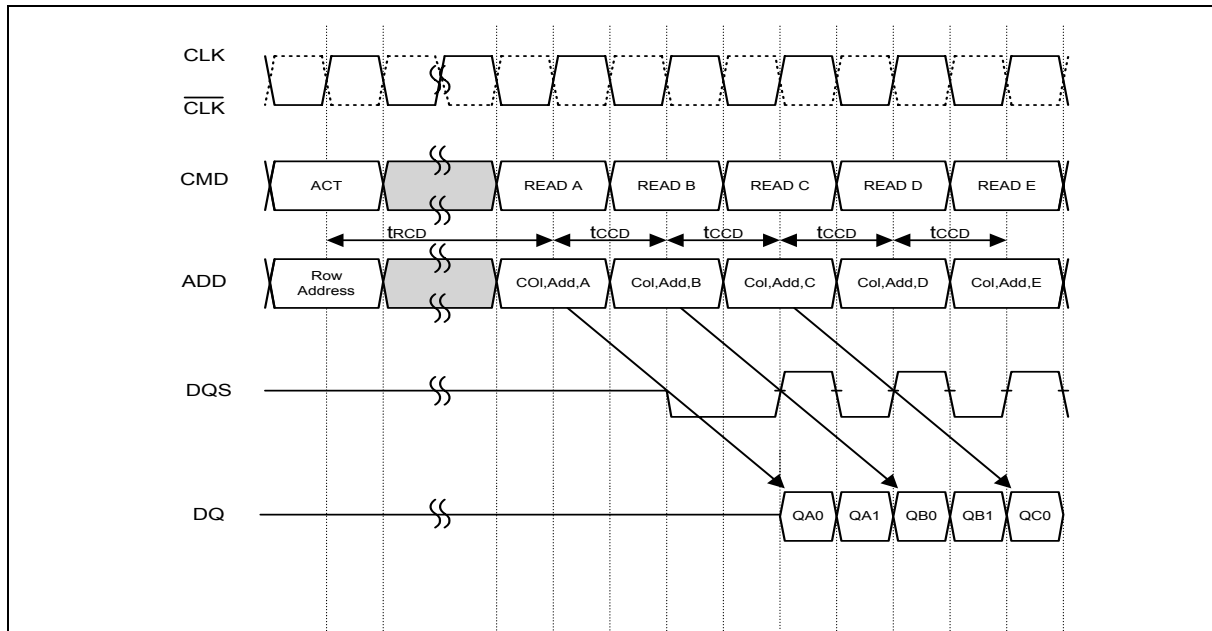 CLK
CLK
CMD
ACT
READ A
READ B
READ C
READ D
READ E
tRCD
tCCD
tCCD
tCCD
tCCD
ADD
Row
Address
COl,Add,A
Col,Add,B
Col,Add,C
Col,Add,D
Col,Add,E
DQS
DQ
QA0
QA1
QB0
QB1
QC0